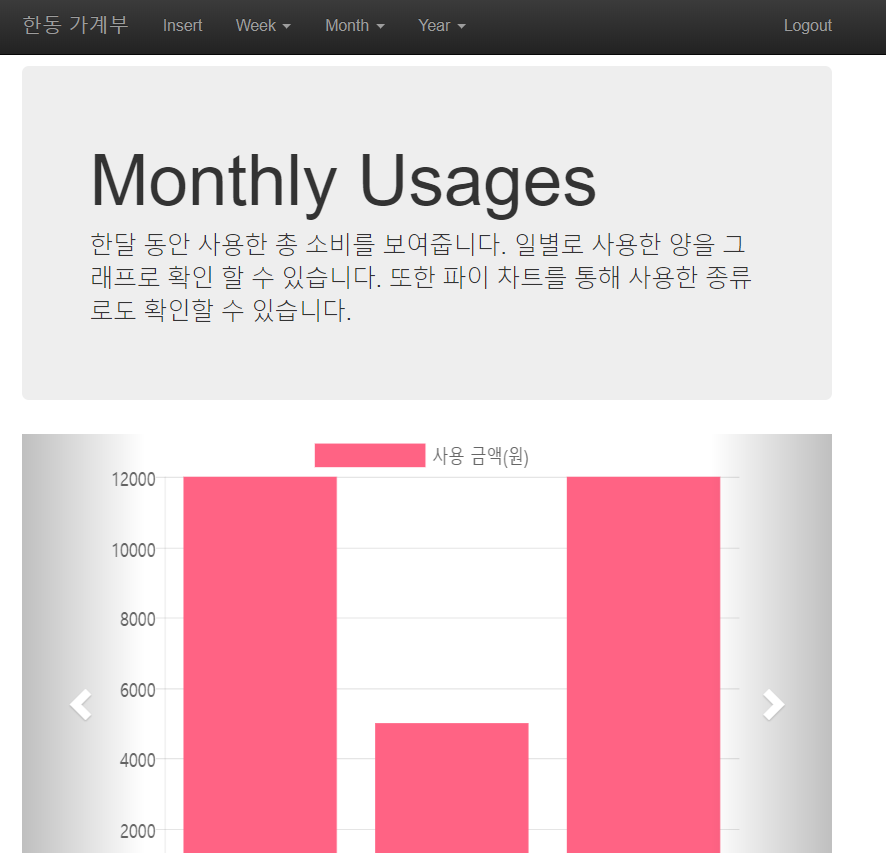 한동 가계부 Insert Week Month Year Logout
Monthly Usages
한달 동안 사용한 총 소비를 보여줍니다. 일별로 사용한 양을 그
래프로 확인 할 수 있습니다. 또한 파이 차트를 통해 사용한 종류
로도 확인할 수 있습니다.
사용 금액(원)
12000
10000
8000
6000
4000
2000